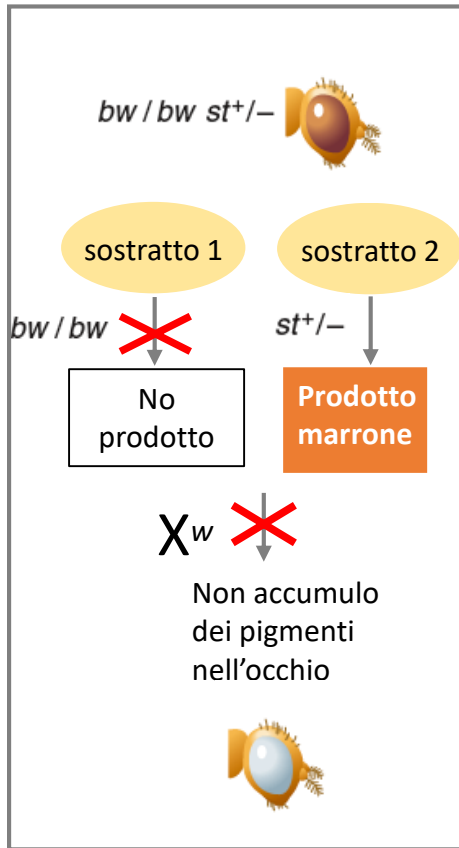 bw / bw st⁺/–
sostratto 1
sostratto 2
bw / bw
st⁺/–
No
prodotto
Prodotto
marrone
Xʷ
Non accumulo
dei pigmenti
nell'occhio